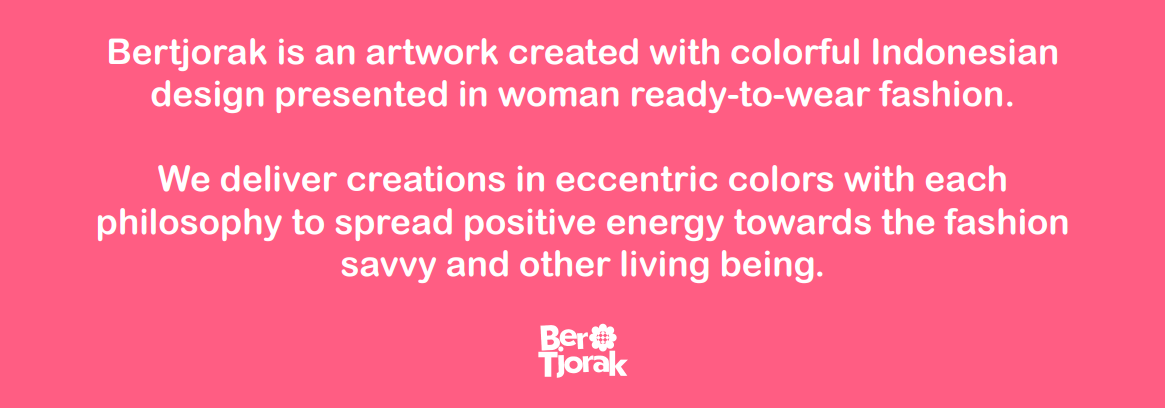 Bertjorak is an artwork created with colorful Indonesian
design presented in woman ready-to-wear fashion.
We deliver creations in eccentric colors with each
philosophy to spread positive energy towards the fashion
savvy and other living being.
Ber
Tjorak